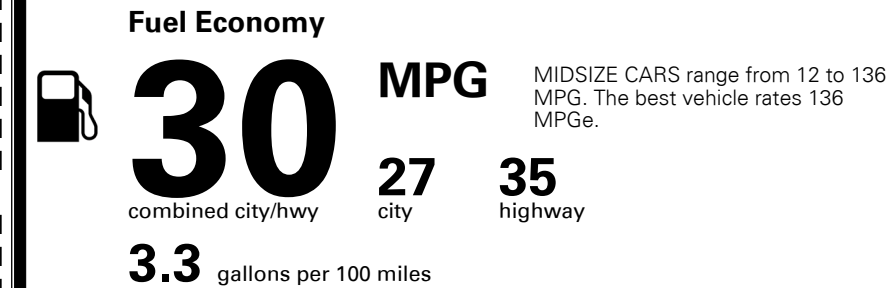 Fuel Economy
30 MPG
MIDSIZE CARS range from 12 to 136
MPG. The best vehicle rates 136
MPGe.
27 35
combined city/hwy city highway
3.3 gallons per 100 miles